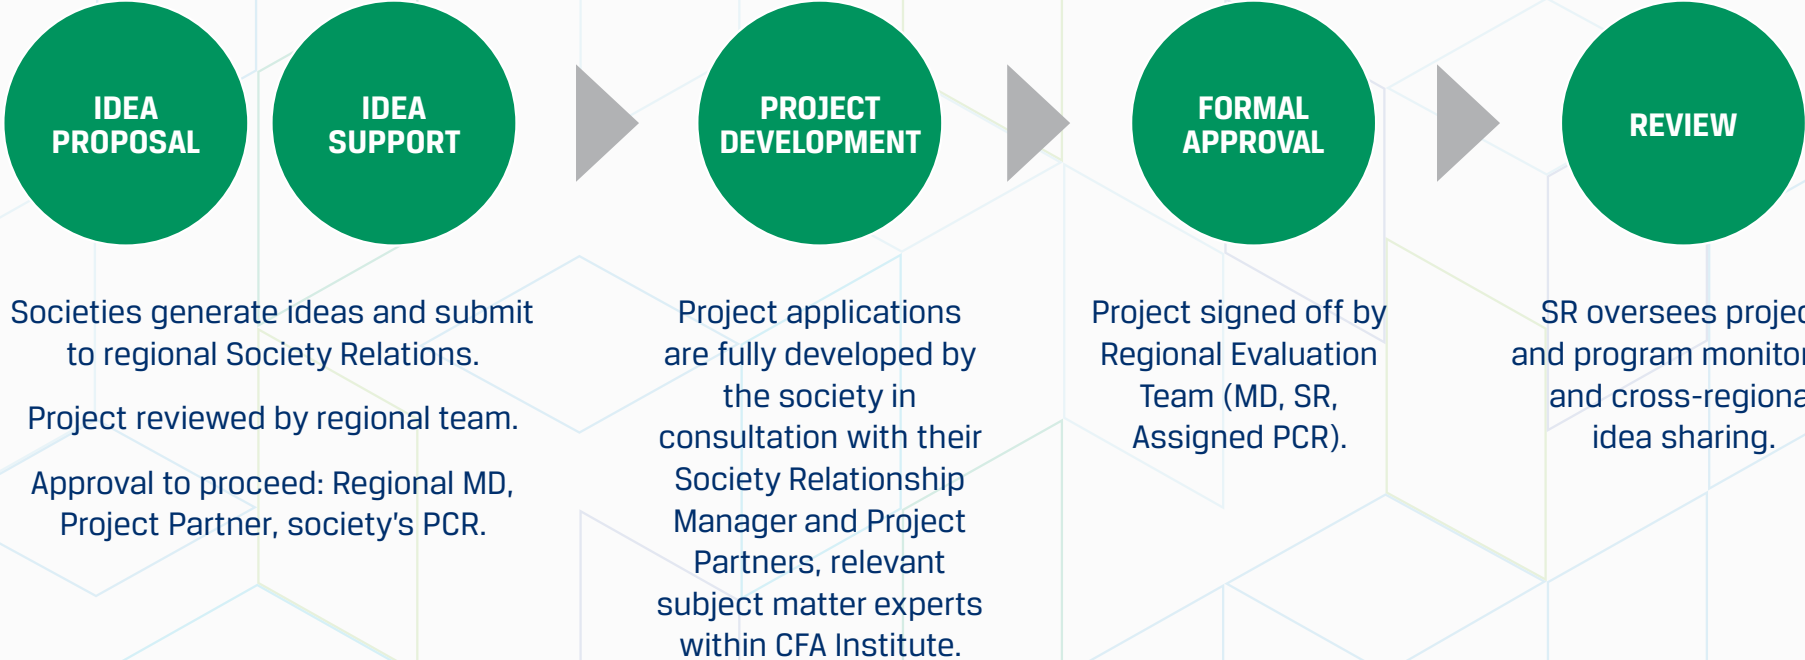 IDEA
PROPOSAL
IDEA
SUPPORT
PROJECT
DEVELOPMENT
FORMAL
APPROVAL
REVIEW
Societies generate ideas and submit
to regional Society Relations.
Project reviewed by regional team.
Approval to proceed: Regional MD,
Project Partner, society's PCR.
Project applications
are fully developed by
the society in
consultation with their
Society Relationship
Manager and Project
Partners, relevant
subject matter experts
within CFA Institute.
Project signed off by
Regional Evaluation
Team (MD, SR,
Assigned PCR).
SR oversees
and program
and
idea sharing.